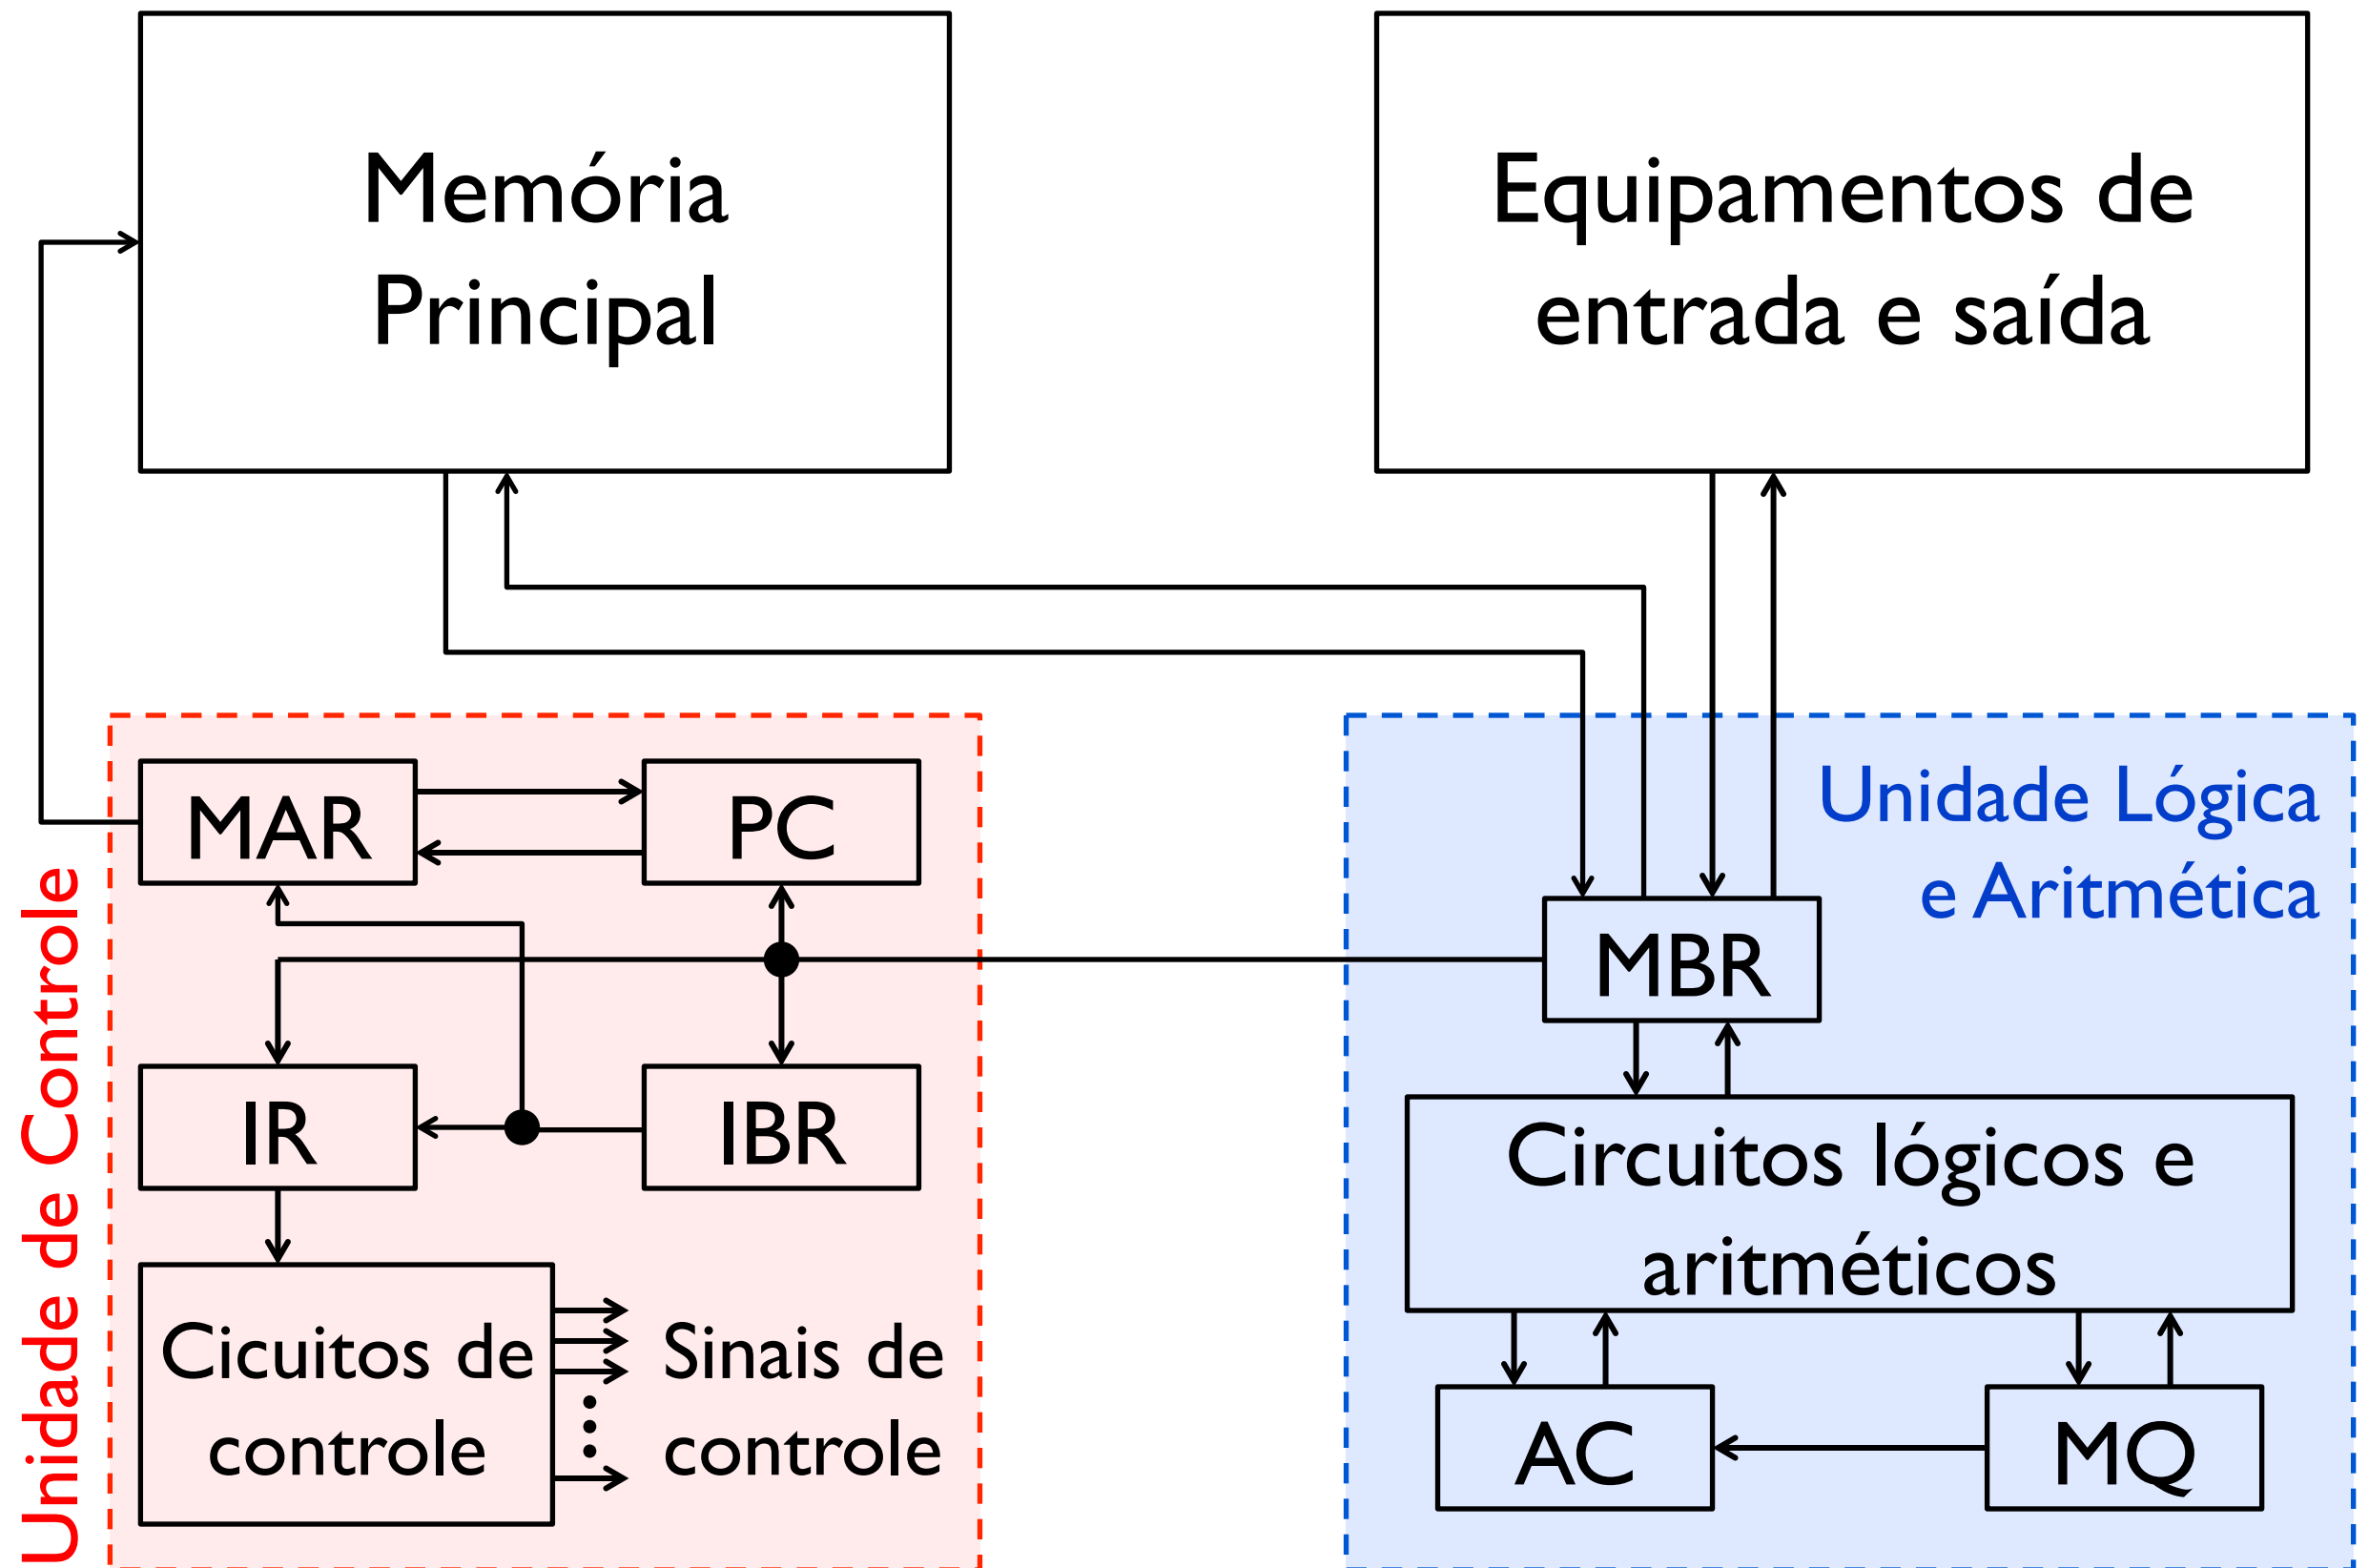 Memória
Principal
Equipamentos de
entrada e saída
Unidade de Controle
MAR
PC
IR
IBR
Circuitos de
controle
Sinais de
controle
Unidade Lógica
e Aritmética
MBR
Circuitos lógicos e
aritméticos
AC
MQ